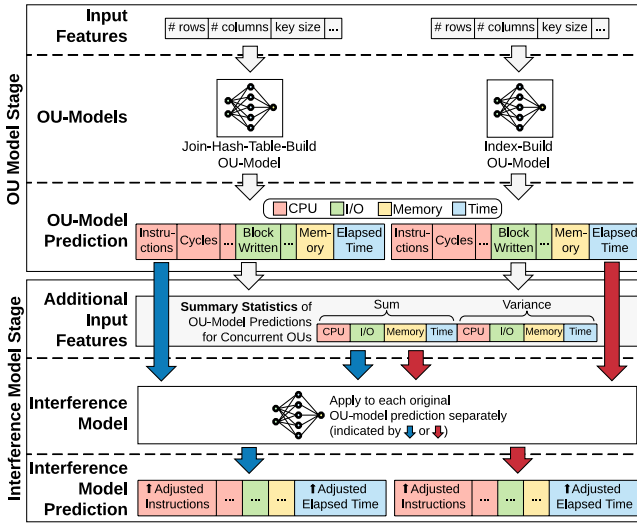 Input
Features
# rows # columns key size ...
# rows # columns key size ...
OU Model Stage
OU-Models
Join-Hash-Table-Build
OU-Model
Index-Build
OU-Model
OU-Model
Prediction
CPU I/O Memory Time
Instru-
ctions
Cycles
...
Block
Written
...
Me-
mory
Elapsed
Time
Instru-
ctions
Cycles
...
Block
Written
...
Me-
mory
Elapsed
Time
Interference Model Stage
Additional
Input
Features
Summary Statistics of
OU-Model Predictions
for Concurrent OUs
Sum
Variance
CPU I/O Memory Time CPU I/O Memory Time
Interference
Model
Apply to each original
OU-model prediction separately
(indicated by or )
Interference
Model
Prediction
Adjusted
Instructions
...
...
...
Adjusted
Elapsed Time
Adjusted
Instructions
...
...
...
Adjusted
Elapsed Time